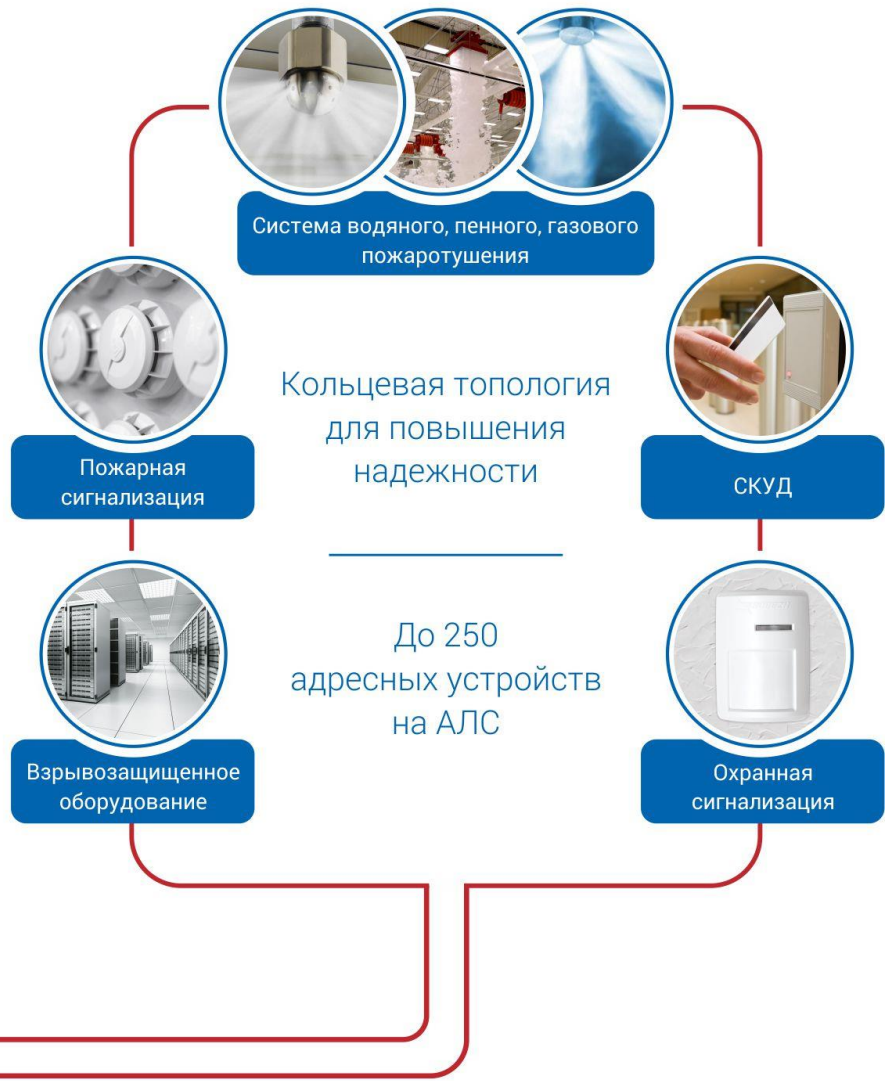 Система водяного, пенного, газового
пожаротушения
Кольцевая топология
для повышения
надежности
Пожарная
сигнализация
СКУД
До 250
адресных устройств
на АЛС
Взрывозащищенное
оборудование
Охранная
сигнализация